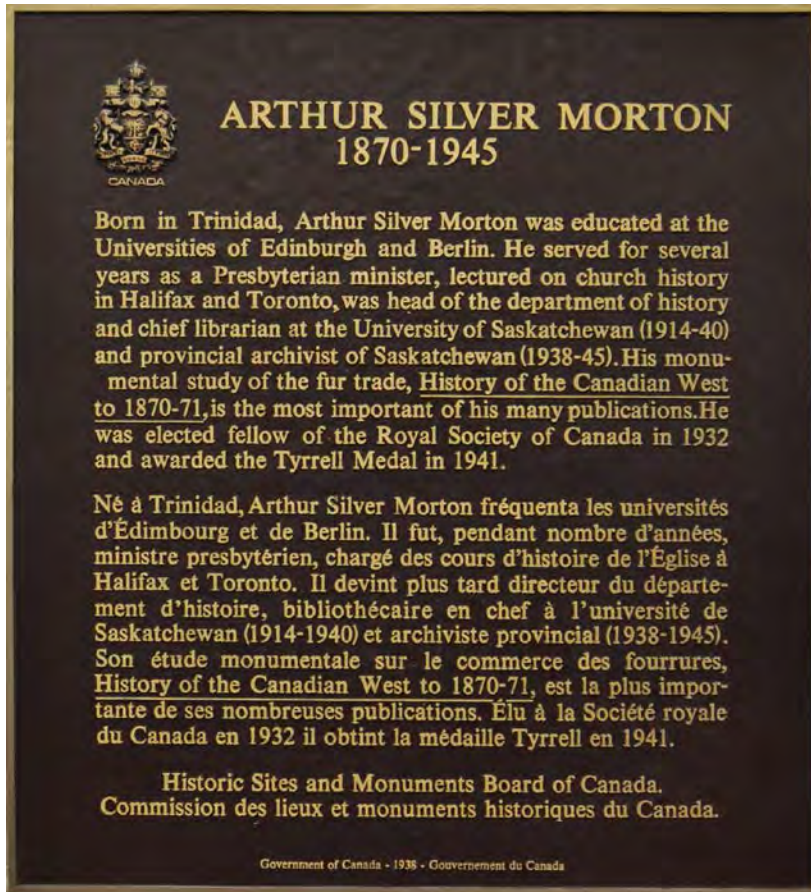 CANADA
ARTHUR SILVER MORTON
1870-1945
Born in Trinidad, Arthur Silver Morton was educated at the
Universities of Edinburgh and Berlin. He served for several
years as a Presbyterian minister, lectured on church history
in Halifax and Toronto, was head of the department of history
and chief librarian at the University of Saskatchewan (1914-40)
and provincial archivist of Saskatchewan (1938-45). His monu-
mental study of the fur trade, History of the Canadian West
to 1870-71, is the most important of his many publications. He
was elected fellow of the Royal Society of Canada in 1932
and awarded the Tyrrell Medal in 1941.
Né à Trinidad, Arthur Silver Morton fréquenta les universités
d'Édimbourg et de Berlin. Il fut, pendant nombre d'années,
ministre presbytérien, chargé des cours d'histoire de l'Église à
Halifax et Toronto. Il devint plus tard directeur du départe-
ment d'histoire, bibliothécaire en chef à l'université de
Saskatchewan (1914-1940) et archiviste provincial (1938-1945).
Son étude monumentale sur le commerce des fourrures,
History of the Canadian West to 1870-71, est la plus impor-
tante de ses nombreuses publications. Élu à la Société royale
du Canada en 1932 il obtint la médaille Tyrrell en 1941.
Historic Sites and Monuments Board of Canada.
Commission des lieux et monuments historiques du Canada.
Government of Canada - 1938 - Gouvernement du Canada